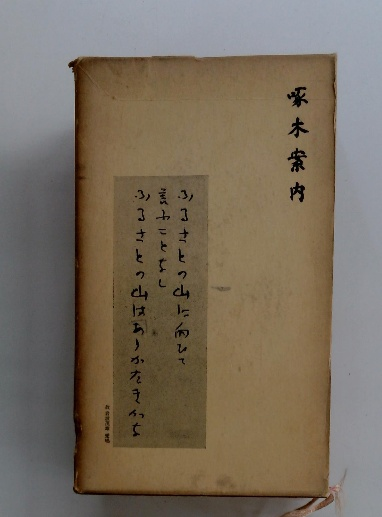 啄木案内
ふるさとの山に向ひて
言ふことなし
ふるさとの山はありがたきかな